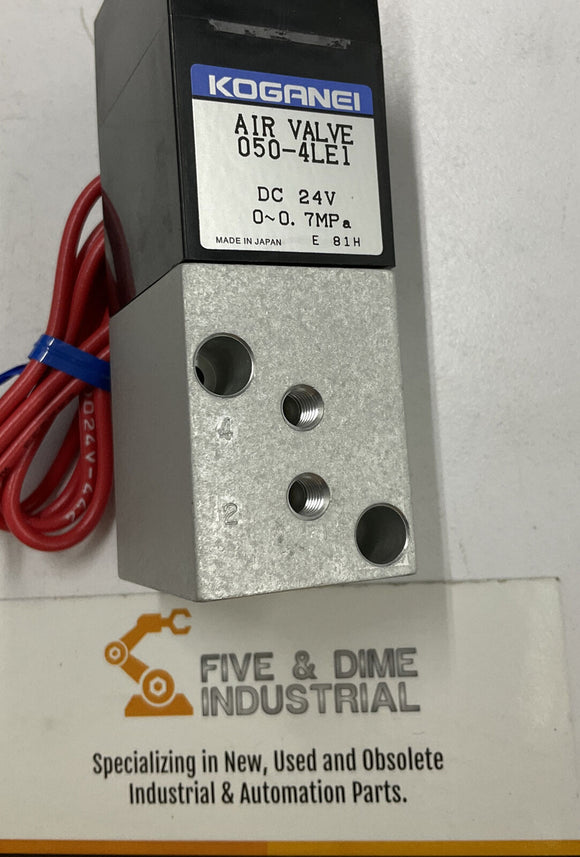 KOGANEI
AIR VALVE
050-4LE1
DC 24V
0~0.7MPa
MADE IN JAPAN E 81H
4
2
FIVE & DIME
INDUSTRIAL
Specializing in New, Used and Obsolete
Industrial & Automation Parts.